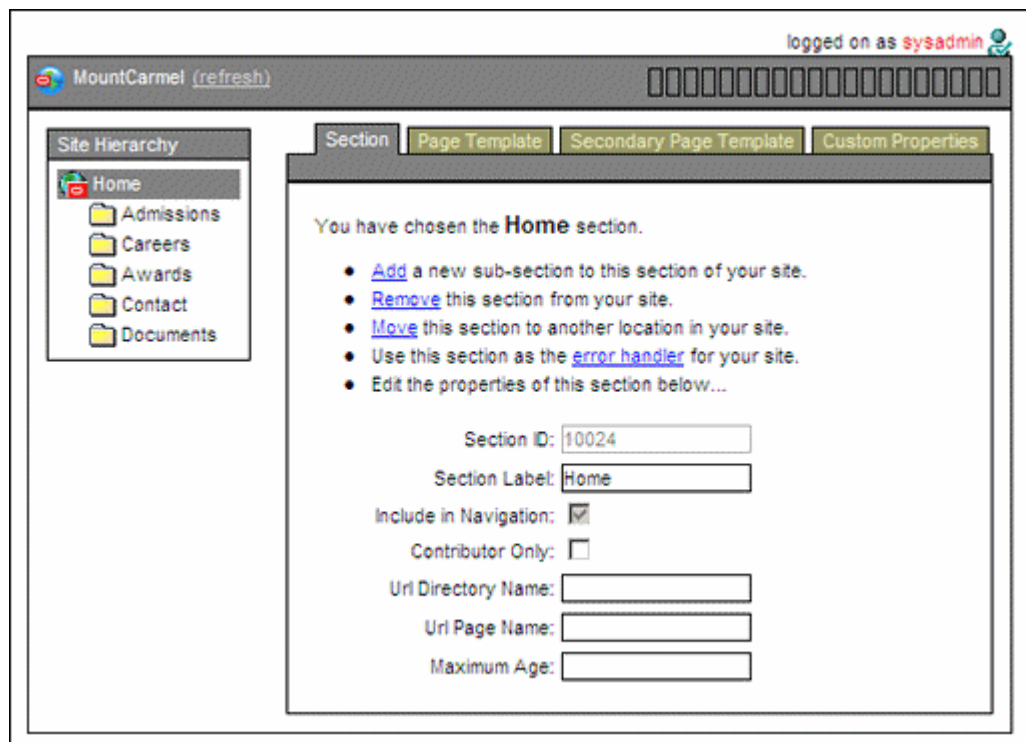 logged on as sysadmin
MountCarmel (refresh)
Site Hierarchy
Home
Admissions
Careers
Awards
Contact
Documents
Section Page Template Secondary Page Template Custom Properties
You have chosen the Home section.
Add a new sub-section to this section of your site.
Remove this section from your site.
Move this section to another location in your site.
Use this section as the error handler for your site.
Edit the properties of this section below...
Section ID: 10024
Section Label: Home
Include in Navigation:
Contributor Only:
Url Directory Name:
Url Page Name:
Maximum Age: